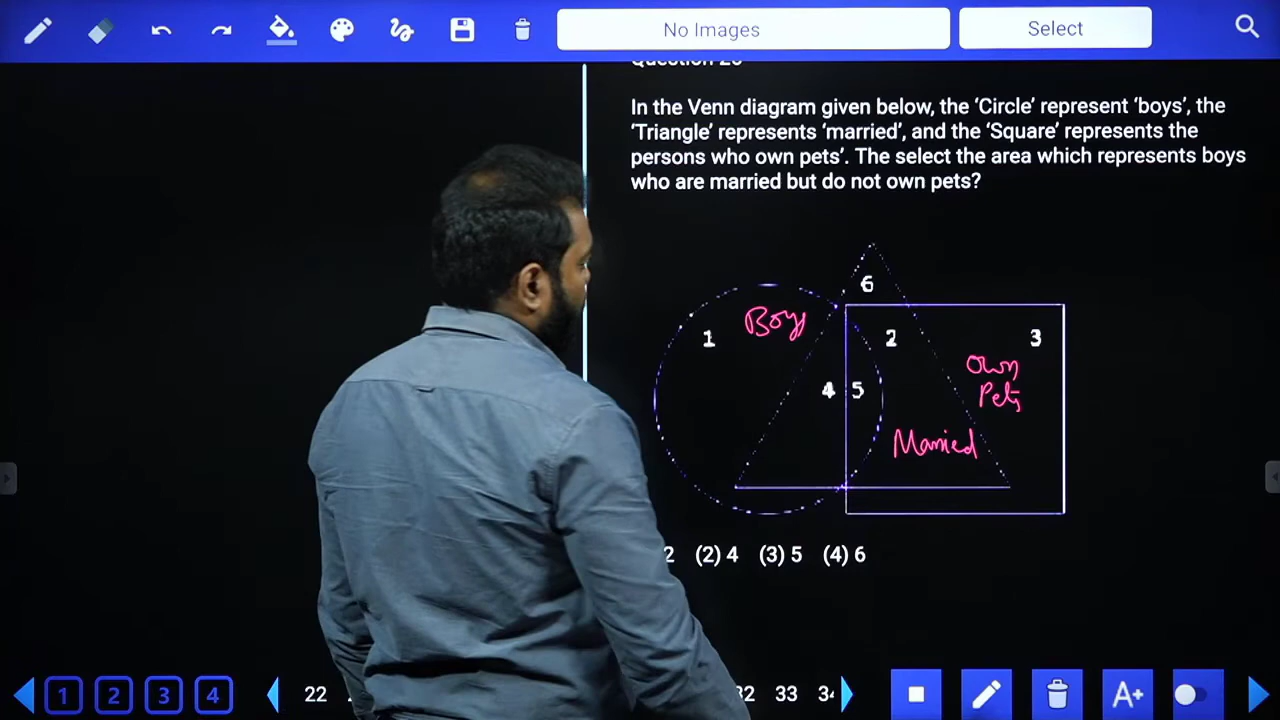 No Images
Select
In the Venn diagram given below, the ‘Circle’ represent ‘boys’, the
‘Triangle’ represents ‘married’, and the ‘Square’ represents the
persons who own pets’. The select the area which represents boys
who are married but do not own pets?
6
Boys
1
2
3
Own
Pets
4
5
Married
2 (2) 4 (3) 5 (4) 6
1
2
3
4
22
33
A+